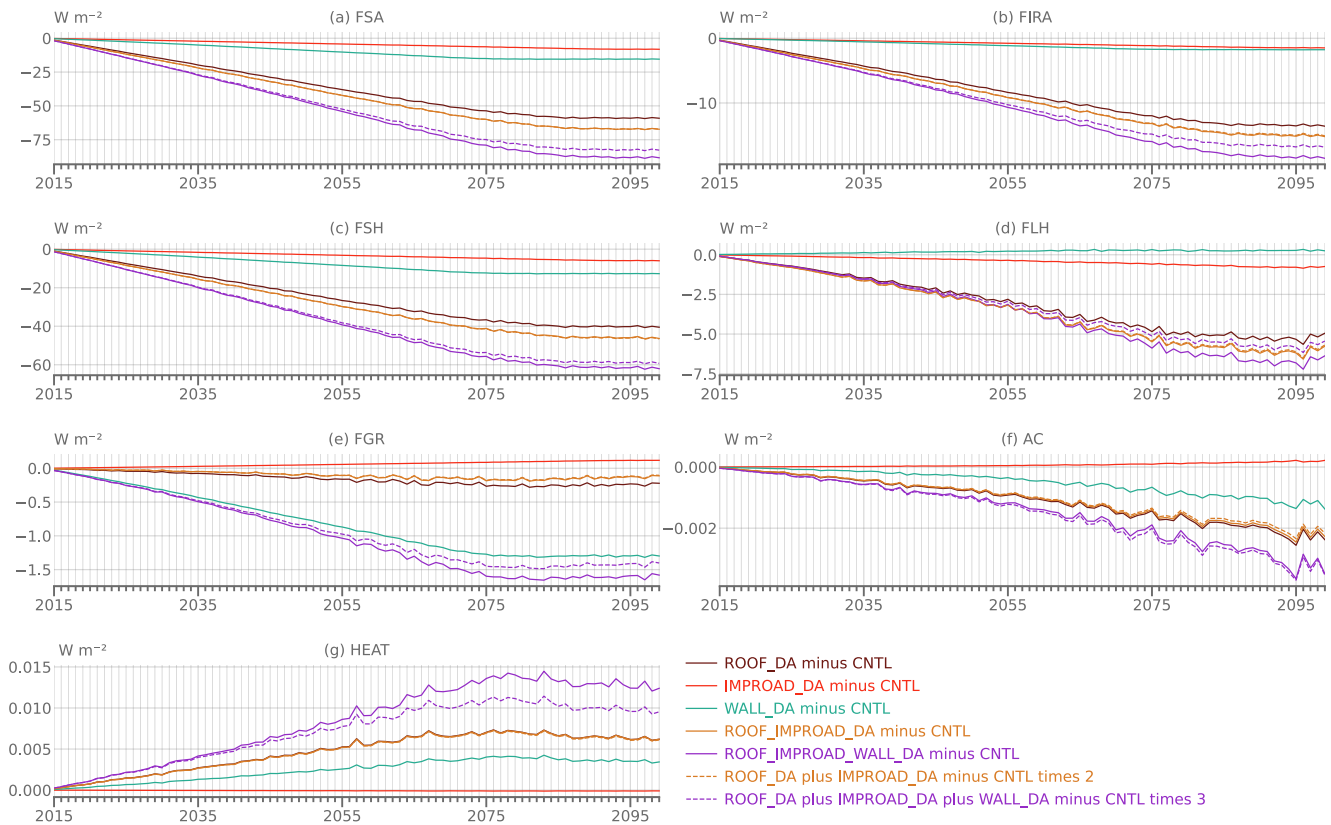 W m⁻² (a) FSA
0
−25
−50
−75
2015 2035 2055 2075 2095
W m⁻² (b) FIRA
0
−10
2015 2035 2055 2075 2095
W m⁻² (c) FSH
0
−20
−40
−60
2015 2035 2055 2075 2095
W m⁻² (d) FLH
0.0
−2.5
−5.0
−7.5
2015 2035 2055 2075 2095
W m⁻² (e) FGR
0.0
−0.5
−1.0
−1.5
2015 2035 2055 2075 2095
W m⁻² (f) AC
0.000
−0.002
2015 2035 2055 2075 2095
W m⁻² (g) HEAT
0.015
0.010
0.005
0.000
2015 2035 2055 2075 2095
ROOF_DA minus CNTL
IMPROAD_DA minus CNTL
WALL_DA minus CNTL
ROOF_IMPROAD_DA minus CNTL
ROOF_IMPROAD_WALL_DA minus CNTL
ROOF_DA plus IMPROAD_DA minus CNTL times 2
ROOF_DA plus IMPROAD_DA plus WALL_DA minus CNTL times 3